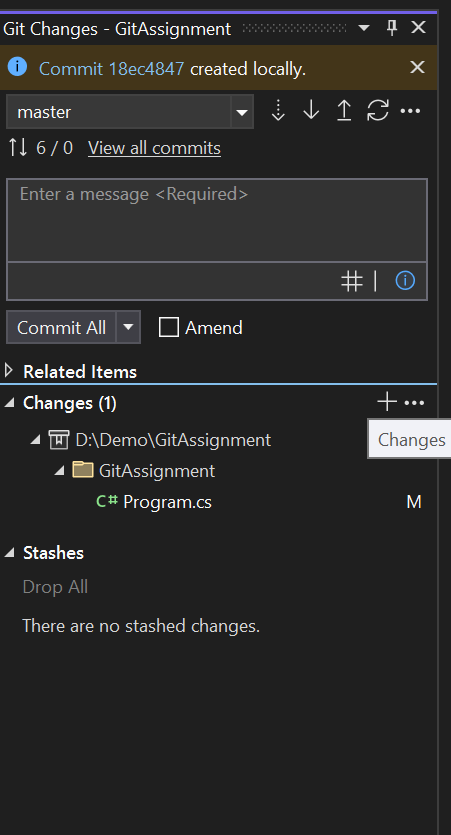 Git Changes - GitAssignment
Commit 18ec4847 created locally.
master
6 / 0 View all commits
Enter a message <Required>
Commit All Amend
Related Items
Changes (1)
D:\Demo\GitAssignment
Changes
GitAssignment
C# Program.cs M
Stashes
Drop All
There are no stashed changes.